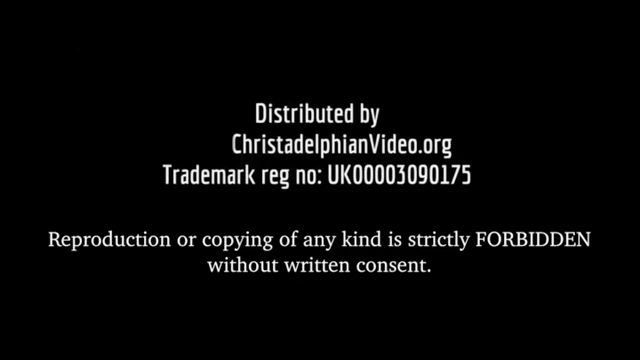 Distributed by
ChristadelphianVideo.org
Trademark reg no: UK00003090175
Reproduction or copying of any kind is strictly FORBIDDEN
without written consent.